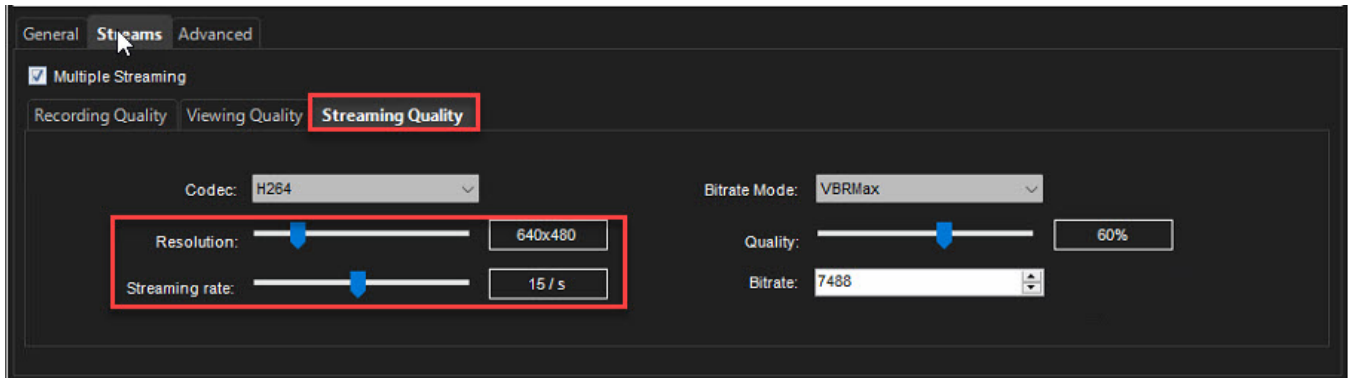 General Streams Advanced
Multiple Streaming
Recording Quality Viewing Quality Streaming Quality
Codec: H264 Bitrate Mode: VBRMax
Resolution: 640x480 Quality: 60%
Streaming rate: 15 / s Bitrate: 7488